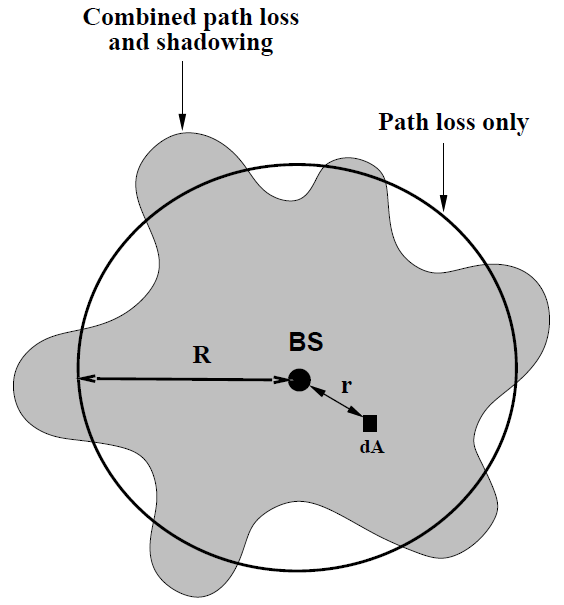 Combined path loss
and shadowing
Path loss only
BS
R
r
dA